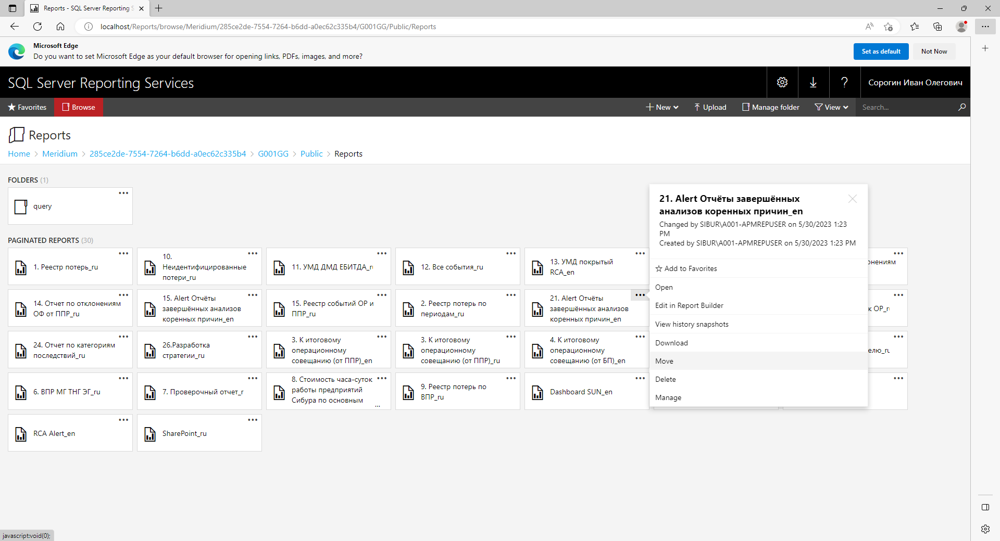 Reports - SQL Server Reporting S
localhost/Reports/browse/Meridium/285ce2de-7554-7264-b6dd-a0ec62c335b4/G001GG/Public/Reports
Microsoft Edge
Do you want to set Microsoft Edge as your default browser for opening links, PDFs, images, and more?
Set as default
Not Now
SQL Server Reporting Services
Сорогин Иван Олегович
Favorites
Browse
New
Upload
Manage folder
View
Search...
Reports
Home > Meridium > 285ce2de-7554-7264-b6dd-a0ec62c335b4 > G001GG > Public > Reports
FOLDERS (1)
query
PAGINATED REPORTS (30)
1. Реестр потерь_ru
10.
Неидентифицированные
потери_ru
11. УМД ДМД ЕБИТДА_ru
12. Все события_ru
13. УМД покрытый
RCA_en
14. Отчет по отклонениям
ОФ от ППР_ru
15. Alert Отчёты
завершённых анализов
коренных причин_en
15. Реестр событий ОР и
ППР_ru
2. Реестр потерь по
периодам_ru
21. Alert Отчёты
завершённых анализов
коренных причин_en
к ОР_ru
24. Отчет по категориям
последствий_ru
26.Разработка
стратегии_ru
3. К итоговому
операционному
совещанию (от ППР)_en
3. К итоговому
операционному
совещанию (от ППР)_ru
4. К итоговому
операционному
совещанию (от БП)_en
елю_ru
6. ВПР МГ ТНГ ЭГ_ru
7. Проверочный отчет_r
8. Стоимость часа-суток
работы предприятий
Сибура по основным
...
9. Реестр потерь по
ВПР_ru
Dashboard SUN_en
RCA Alert_en
SharePoint_ru
21. Alert Отчёты завершённых
анализов коренных причин_en
Changed by SIBUR\A001-APMREPUSER on 5/30/2023 1:23
PM
Created by SIBUR\A001-APMREPUSER on 5/30/2023 1:23 PM
Add to Favorites
Open
Edit in Report Builder
View history snapshots
Download
Move
Delete
Manage
javascript:void(0);